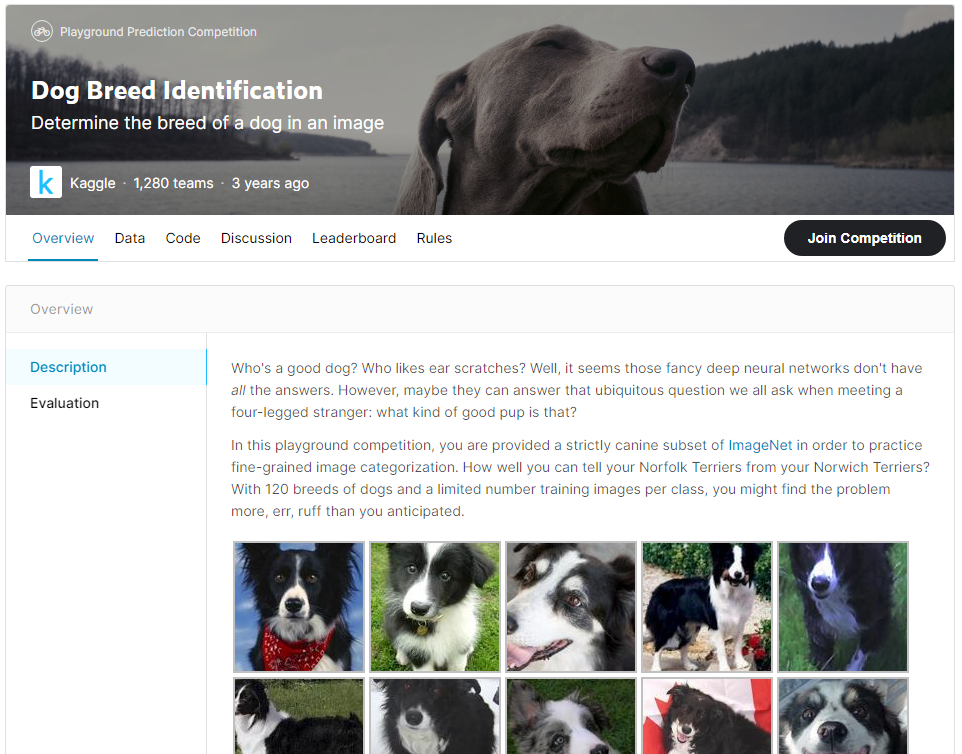 Playground Prediction Competition
Dog Breed Identification
Determine the breed of a dog in an image
k
Kaggle · 1,280 teams · 3 years ago
Overview Data Code Discussion Leaderboard Rules Join Competition
Overview
Description
Evaluation
Who's a good dog? Who likes ear scratches? Well, it seems those fancy deep neural networks don't have
all the answers. However, maybe they can answer that ubiquitous question we all ask when meeting a
four-legged stranger: what kind of good pup is that?
In this playground competition, you are provided a strictly canine subset of ImageNet in order to practice
fine-grained image categorization. How well you can tell your Norfolk Terriers from your Norwich Terriers?
With 120 breeds of dogs and a limited number training images per class, you might find the problem
more, err, ruff than you anticipated.